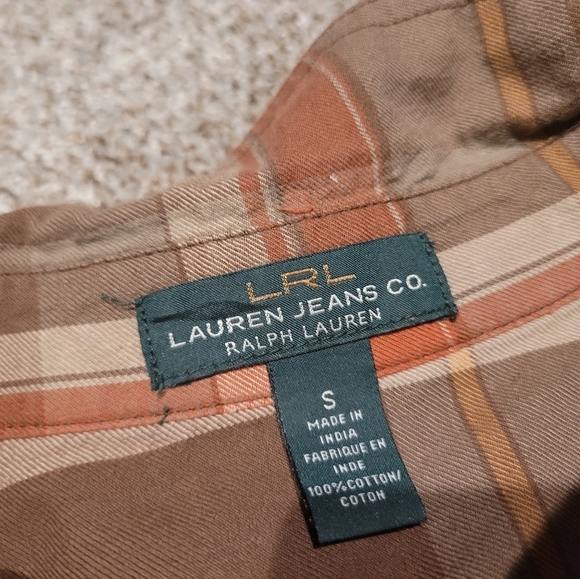 LRL
LAUREN JEANS CO.
RALPH LAUREN
S
MADE IN
INDIA
FABRIQUE EN
INDE
100%COTTON/
COTON